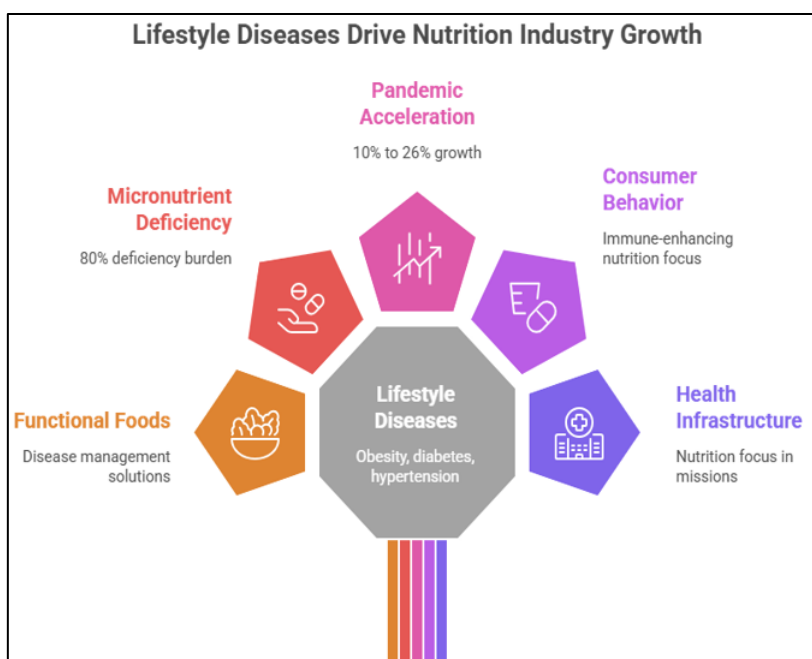 Lifestyle Diseases Drive Nutrition Industry Growth
Pandemic
Acceleration
10% to 26% growth
Consumer
Behavior
Immune-enhancing
nutrition focus
Micronutrient
Deficiency
80% deficiency burden
Lifestyle
Diseases
Obesity, diabetes,
hypertension
Functional Foods
Disease management
solutions
Health
Infrastructure
Nutrition focus in
missions